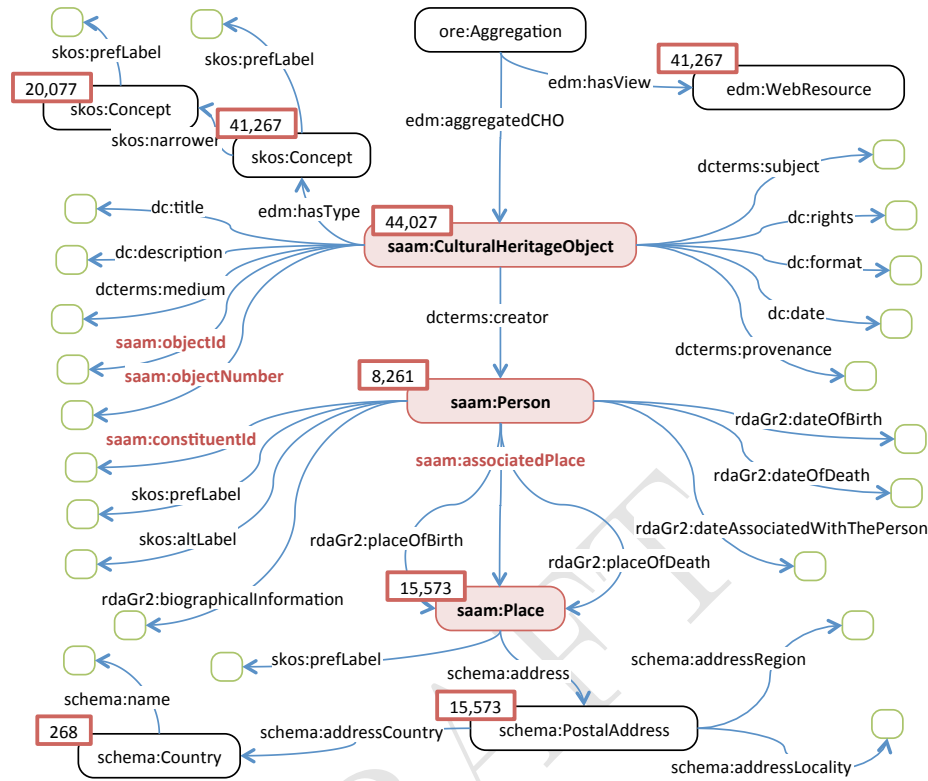 ore:Aggregation
skos:prefLabel
skos:prefLabel
41,267
edm:hasView
20,077
edm:WebResource
skos:Concept
41,267
skos:narrower
edm:aggregatedCHO
skos:Concept
dcterms:subject
dc:title
edm:hasType
44,027
dc:rights
saam:CulturalHeritageObject
dc:description
dc:format
dcterms:medium
dc:date
dcterms:creator
saam:objectId
dcterms:provenance
saam:objectNumber
8,261
saam:Person
rdaGr2:dateOfBirth
saam:constituentId
saam:associatedPlace
rdaGr2:dateOfDeath
skos:prefLabel
rdaGr2:dateAssociatedWithThePerson
skos:altLabel
rdaGr2:placeOfBirth
rdaGr2:placeOfDeath
15,573
rdaGr2:biographicalInformation
saam:Place
skos:prefLabel
schema:addressRegion
schema:address
schema:name
15,573
268
schema:addressCountry
schema:PostalAddress
schema:Country
schema:addressLocality
DRAFT